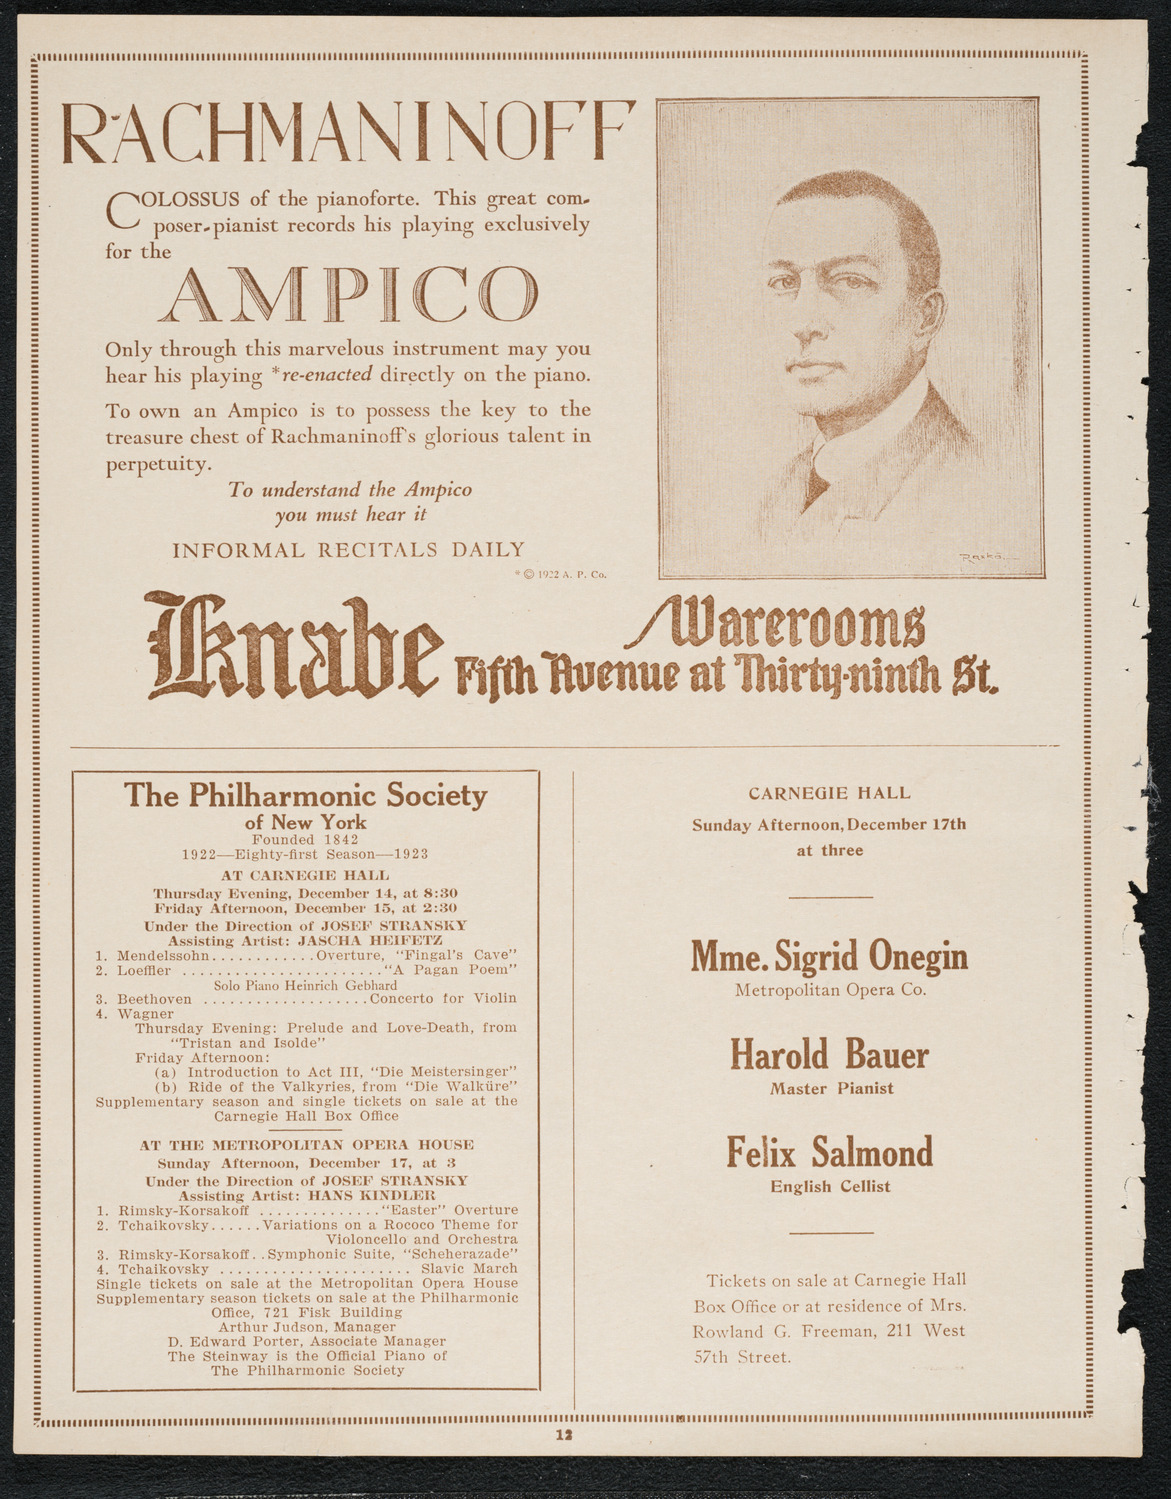 RACHMANINOFF
COLOSSUS of the pianoforte. This great com-
poser-pianist records his playing exclusively
for the
AMPICO
Only through this marvelous instrument may you
hear his playing *re-enacted directly on the piano.
To own an Ampico is to possess the key to the
treasure chest of Rachmaninoff's glorious talent in
perpetuity.
To understand the Ampico
you must hear it
INFORMAL RECITALS DAILY
* © 1922 A. P. Co.
Raskó
Knabe Warerooms
Fifth Avenue at Thirty-ninth St.
The Philharmonic Society
of New York
Founded 1842
1922—Eighty-first Season—1923
AT CARNEGIE HALL
Thursday Evening, December 14, at 8:30
Friday Afternoon, December 15, at 2:30
Under the Direction of JOSEF STRANSKY
Assisting Artist: JASCHA HEIFETZ
1. Mendelssohn............Overture, "Fingal's Cave"
2. Loeffler ......................."A Pagan Poem"
Solo Piano Heinrich Gebhard
3. Beethoven ...................Concerto for Violin
4. Wagner
Thursday Evening: Prelude and Love-Death, from
"Tristan and Isolde"
Friday Afternoon:
(a) Introduction to Act III, "Die Meistersinger"
(b) Ride of the Valkyries, from "Die Walküre"
Supplementary season and single tickets on sale at the
Carnegie Hall Box Office
AT THE METROPOLITAN OPERA HOUSE
Sunday Afternoon, December 17, at 3
Under the Direction of JOSEF STRANSKY
Assisting Artist: HANS KINDLER
1. Rimsky-Korsakoff .............."Easter" Overture
2. Tchaikovsky......Variations on a Rococo Theme for
Violoncello and Orchestra
3. Rimsky-Korsakoff..Symphonic Suite, "Scheherazade"
4. Tchaikovsky ...................... Slavic March
Single tickets on sale at the Metropolitan Opera House
Supplementary season tickets on sale at the Philharmonic
Office, 721 Fisk Building
Arthur Judson, Manager
D. Edward Porter, Associate Manager
The Steinway is the Official Piano of
The Philharmonic Society
CARNEGIE HALL
Sunday Afternoon, December 17th
at three
Mme. Sigrid Onegin
Metropolitan Opera Co.
Harold Bauer
Master Pianist
Felix Salmond
English Cellist
Tickets on sale at Carnegie Hall
Box Office or at residence of Mrs.
Rowland G. Freeman, 211 West
57th Street.
12